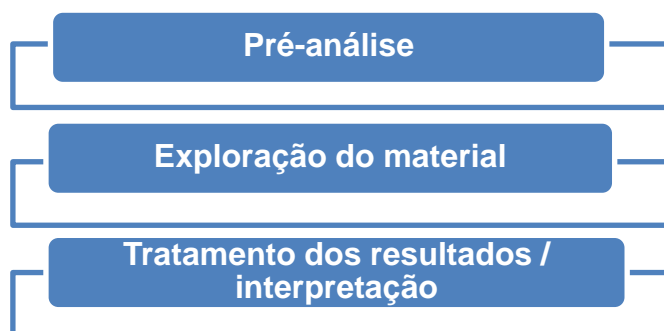 Pré-análise
Exploração do material
Tratamento dos resultados /
interpretação